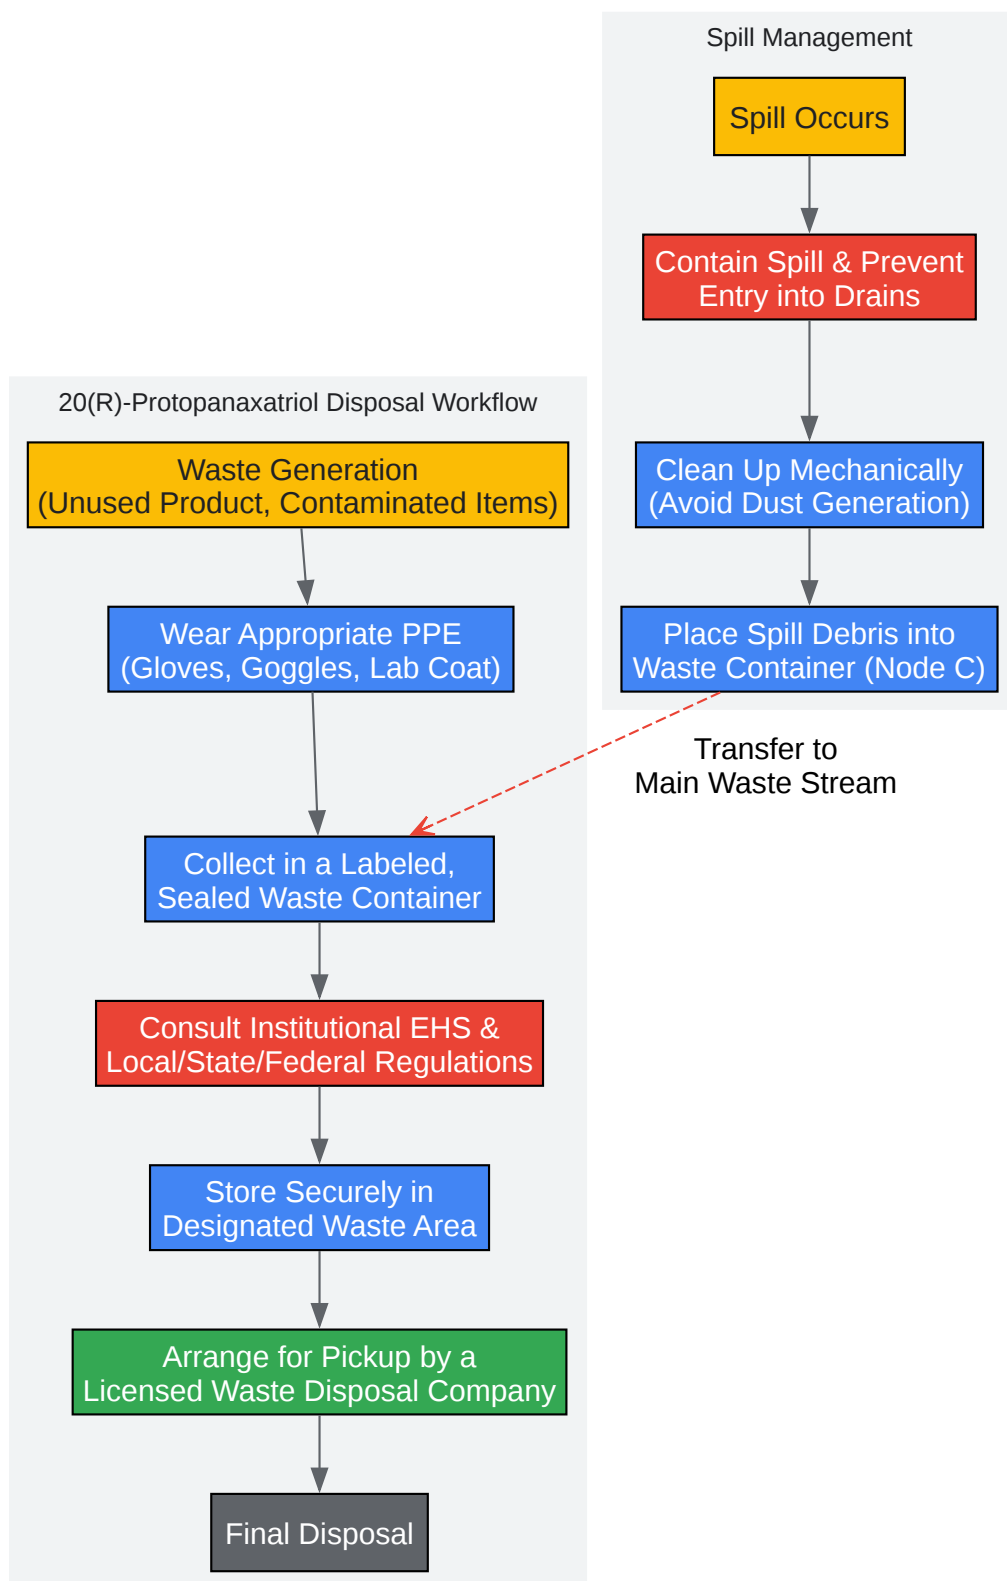 Spill Management
Spill Occurs
Contain Spill & Prevent
Entry into Drains
Clean Up Mechanically
(Avoid Dust Generation)
Place Spill Debris into
Waste Container (Node C)
Transfer to
Main Waste Stream
20(R)-Protopanaxatriol Disposal Workflow
Waste Generation
(Unused Product, Contaminated Items)
Wear Appropriate PPE
(Gloves, Goggles, Lab Coat)
Collect in a Labeled,
Sealed Waste Container
Consult Institutional EHS &
Local/State/Federal Regulations
Store Securely in
Designated Waste Area
Arrange for Pickup by a
Licensed Waste Disposal Company
Final Disposal